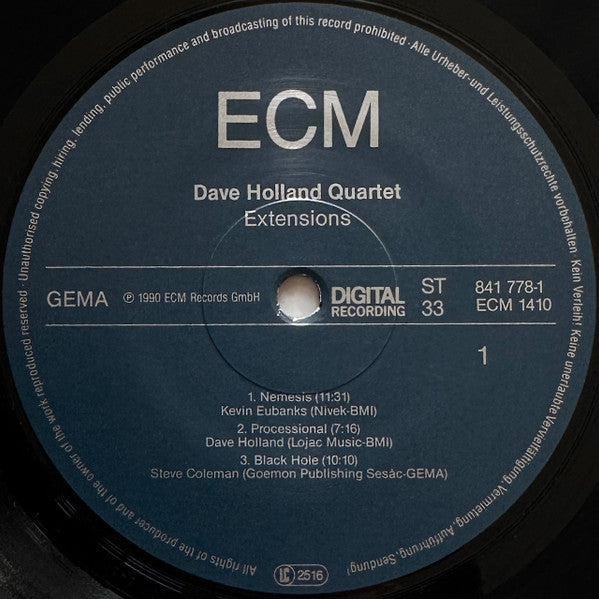 All rights of the producer and of the owner of the work reproduced reserved · Unauthorised copying, hiring, lending, public performance and broadcasting of this record prohibited · Alle Urheber- und Leistungsschutzrechte vorbehalten · Kein Verleih! Keine unerlaubte Vervielfältigung, Vermietung, Aufführung, Sendung!
ECM
Dave Holland Quartet
Extensions
GEMA ℗ 1990 ECM Records GmbH
DIGITAL
RECORDING
ST
33
841 778-1
ECM 1410
1
1. Nemesis (11:31)
Kevin Eubanks (Nivek-BMI)
2. Processional (7:16)
Dave Holland (Lojac Music-BMI)
3. Black Hole (10:10)
Steve Coleman (Goemon Publishing Sesàc-GEMA)
LC 2516